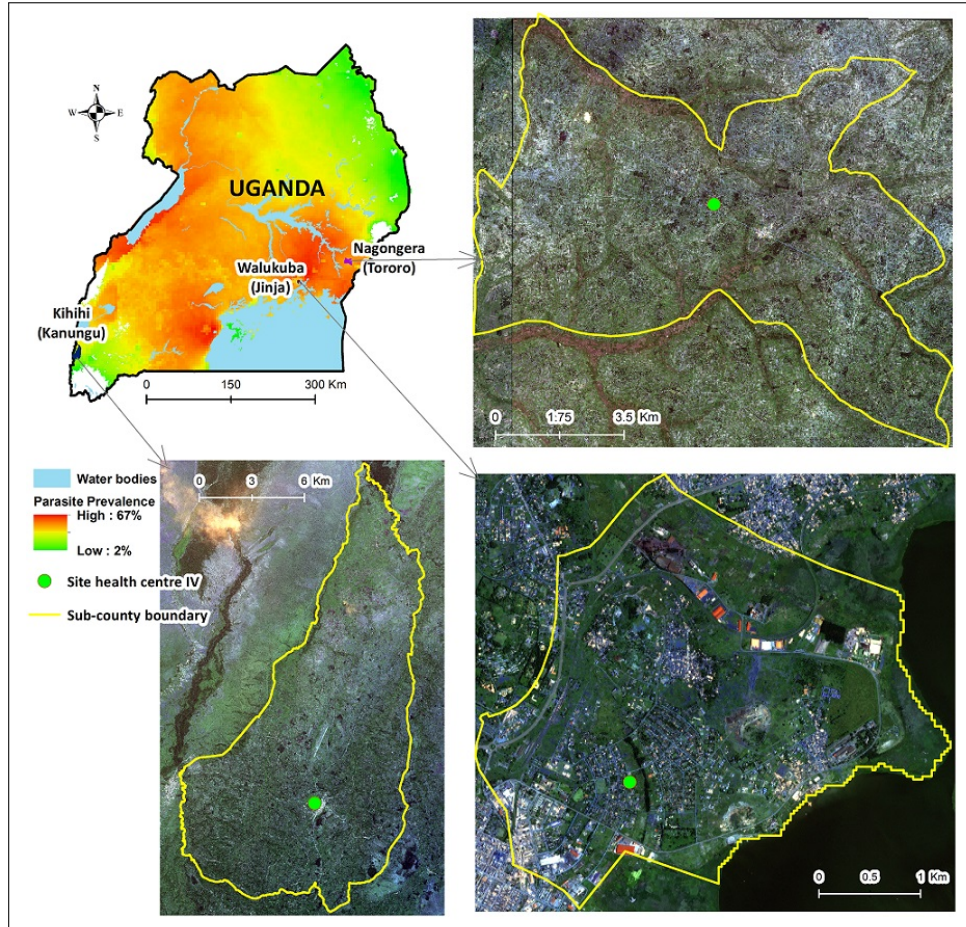 N
W E
S
UGANDA
Nagongera
(Tororo)
Walukuba
(Jinja)
Kihihi
(Kanungu)
0 150 300 Km
0 1:75 3.5 Km
Water bodies
Parasite Prevalence
High : 67%
Low : 2%
Site health centre IV
Sub-county boundary
0 3 6 Km
0 0.5 1 Km